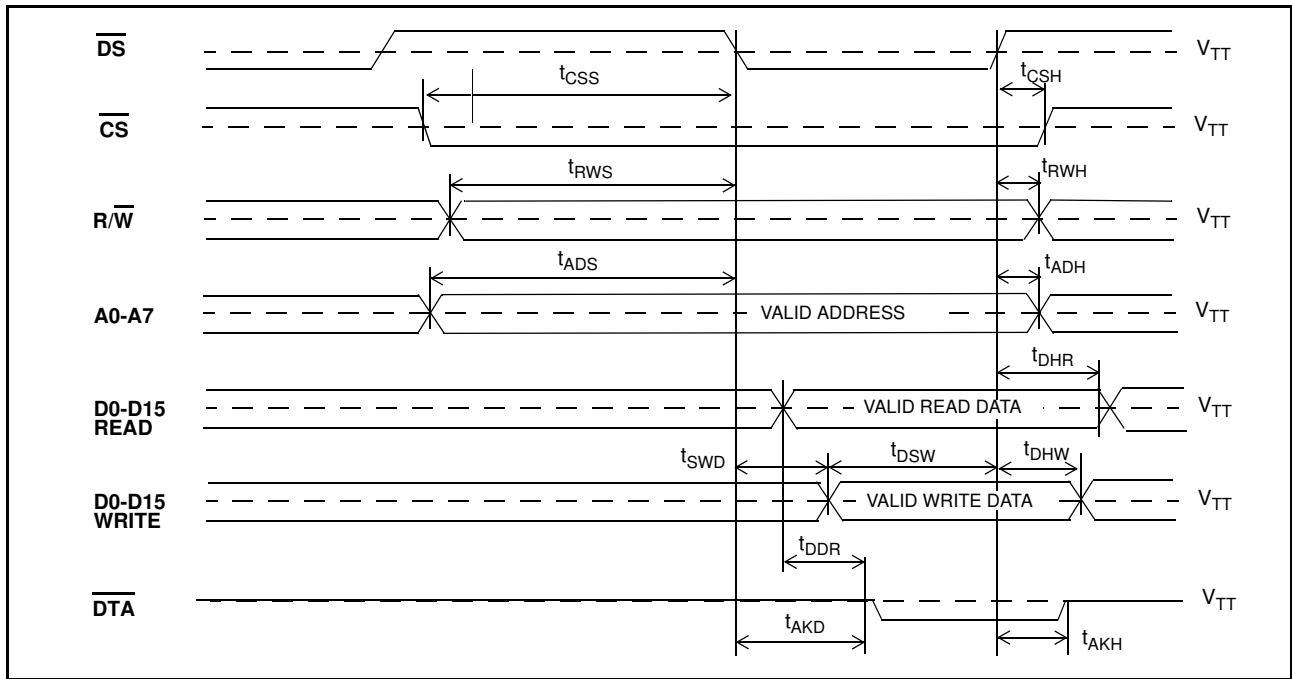 DS VTT
tCSS tCSH
CS VTT
tRWS tRWH
R/W VTT
tADS tADH
A0-A7 VALID ADDRESS VTT
tDHR
D0-D15 VALID READ DATA VTT
READ
tSWD tDSW tDHW
D0-D15 VALID WRITE DATA VTT
WRITE
tDDR
DTA VTT
tAKD tAKH